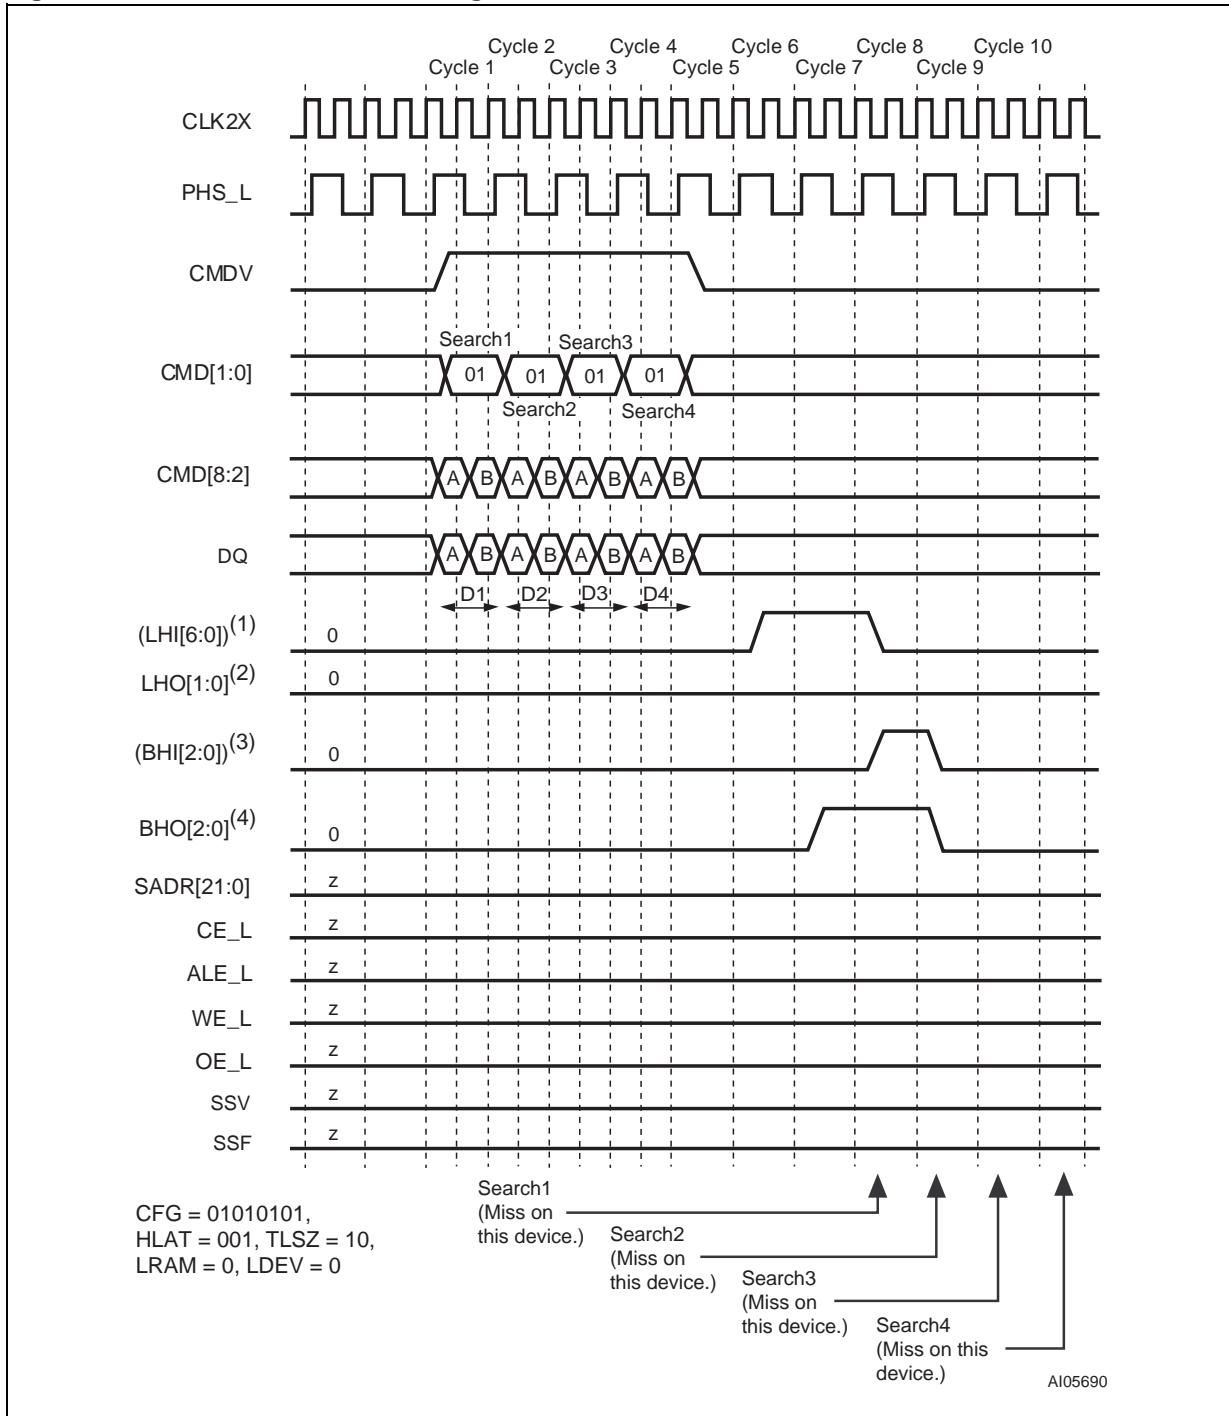 Cycle 2 Cycle 4 Cycle 6 Cycle 8 Cycle 10
Cycle 1 Cycle 3 Cycle 5 Cycle 7 Cycle 9
CLK2X
PHS_L
CMDV
Search1 Search3
CMD[1:0] 01 01 01 01
Search2 Search4
CMD[8:2] A B A B A B A B
DQ A B A B A B A B
D1 D2 D3 D4
(LHI[6:0])(1) 0
LHO[1:0](2) 0
(BHI[2:0])(3) 0
BHO[2:0](4) 0
SADR[21:0] z
CE_L z
ALE_L z
WE_L z
OE_L z
SSV z
SSF z
CFG = 01010101,
HLAT = 001, TLSZ = 10,
LRAM = 0, LDEV = 0
Search1
(Miss on
this device.)
Search2
(Miss on
this device.)
Search3
(Miss on
this device.)
Search4
(Miss on this
device.)
AI05690